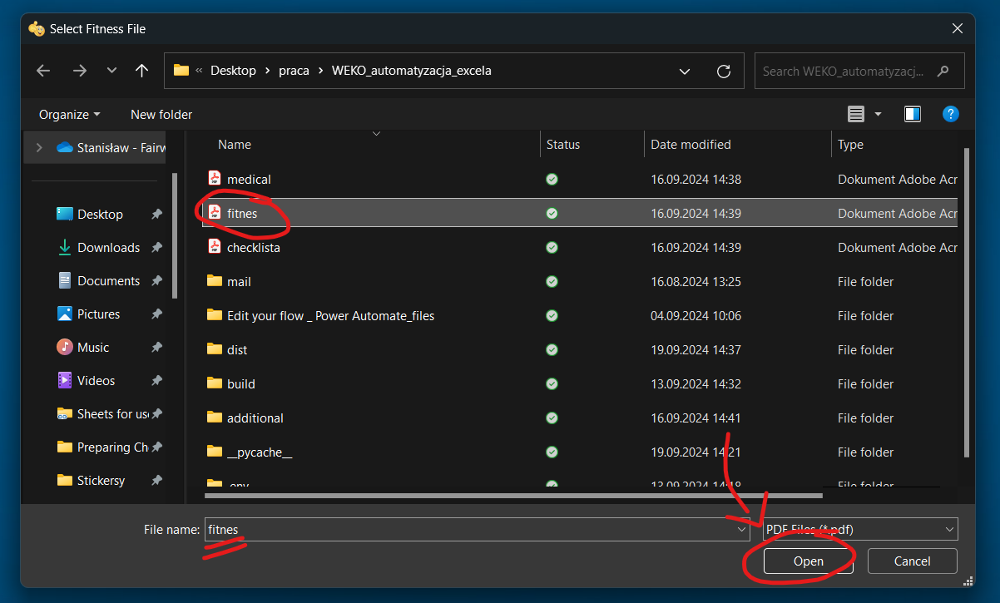 Select Fitness File
« Desktop > praca > WEKO_automatyzacja_excela
Search WEKO_automatyzacj...
Organize New folder
Stanisław - Fairw
Desktop
Downloads
Documents
Pictures
Music
Videos
Sheets for use
Preparing Ch
Stickersy
Name Status Date modified Type
medical 16.09.2024 14:38 Dokument Adobe Acr
fitnes 16.09.2024 14:39 Dokument Adobe Acr
checklista 16.09.2024 14:39 Dokument Adobe Acr
mail 16.08.2024 13:25 File folder
Edit your flow _ Power Automate_files 04.09.2024 10:06 File folder
dist 19.09.2024 14:37 File folder
build 13.09.2024 14:32 File folder
additional 16.09.2024 14:41 File folder
__pycache__ 19.09.2024 14:21 File folder
.env 13.09.2024 14:18 File folder
File name: fitnes PDF Files (*.pdf)
Open Cancel